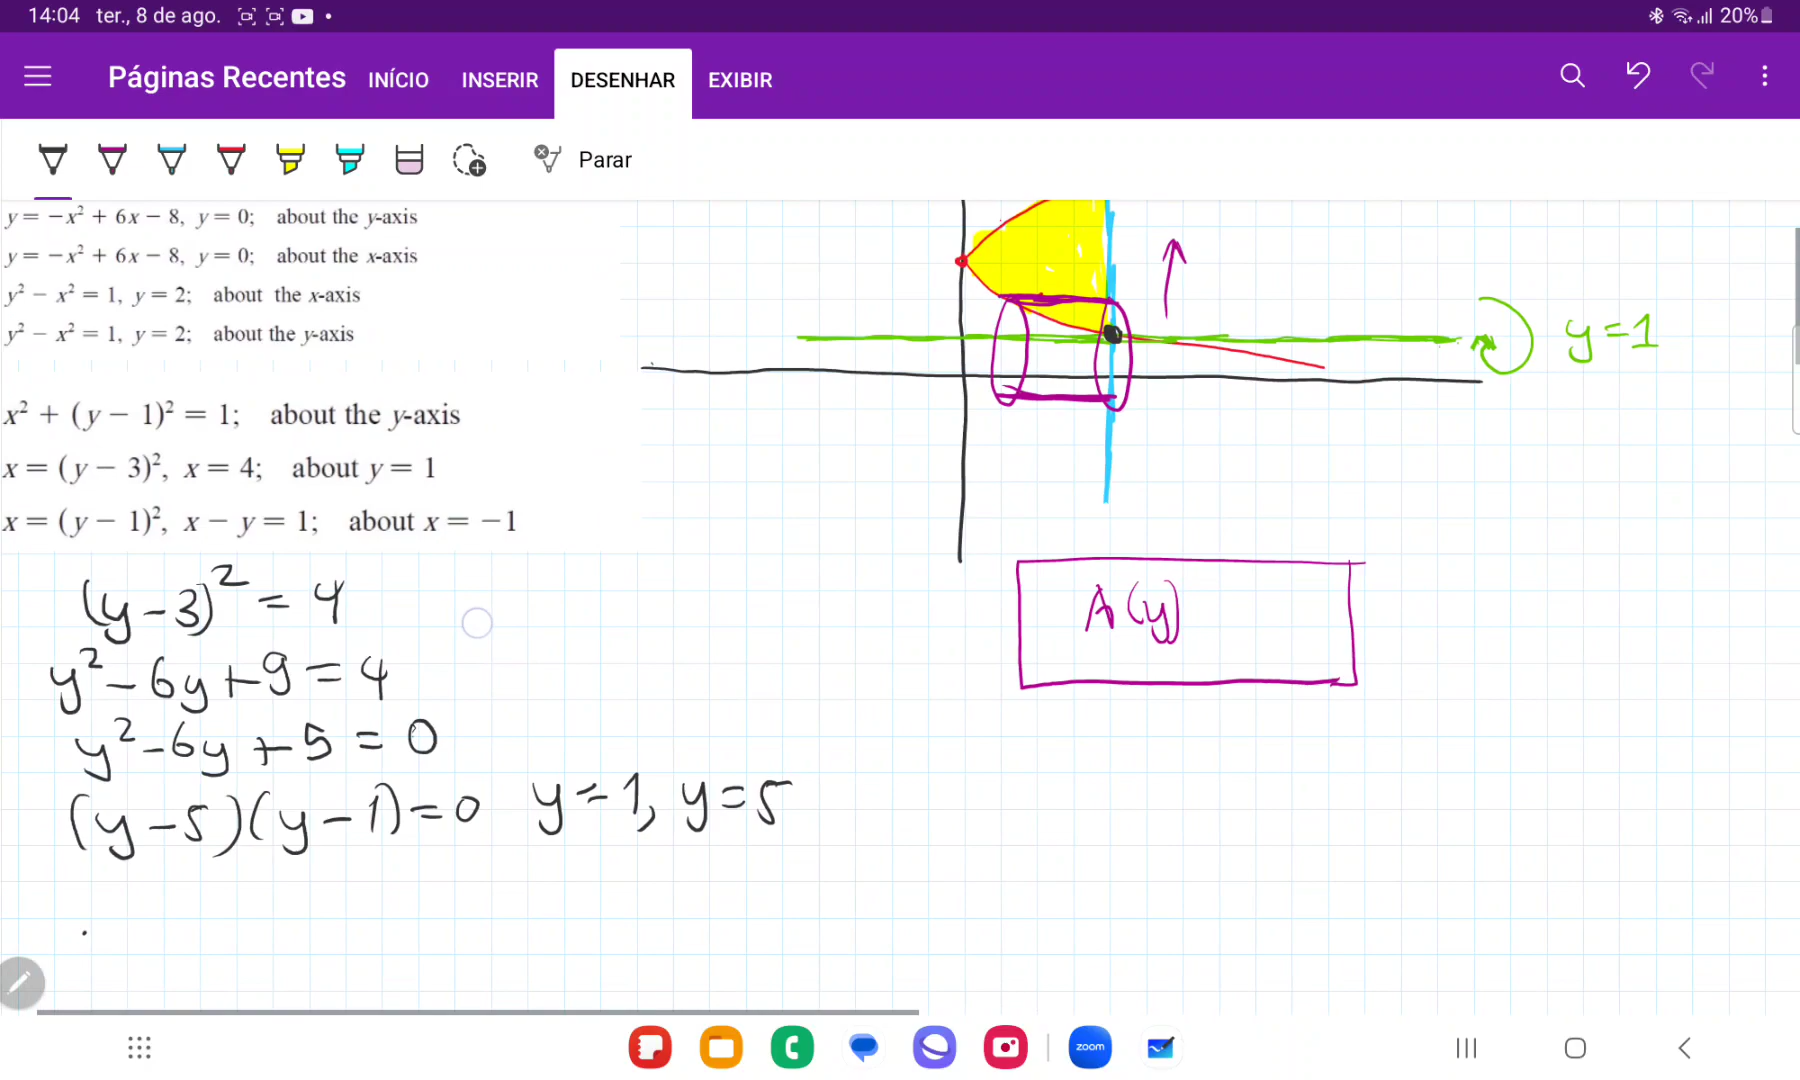 14:04 ter., 8 de ago. 20%
Páginas Recentes INÍCIO INSERIR DESENHAR EXIBIR
Parar
y = −x² + 6x − 8, y = 0; about the y-axis
y = −x² + 6x − 8, y = 0; about the x-axis
y² − x² = 1, y = 2; about the x-axis
y² − x² = 1, y = 2; about the y-axis
x² + (y − 1)² = 1; about the y-axis
x = (y − 3)², x = 4; about y = 1
x = (y − 1)², x − y = 1; about x = −1
(y − 3)² = 4
y² − 6y + 9 = 4
y² − 6y + 5 = 0
(y − 5)(y − 1) = 0 y = 1, y = 5
y = 1
A(y)
zoom